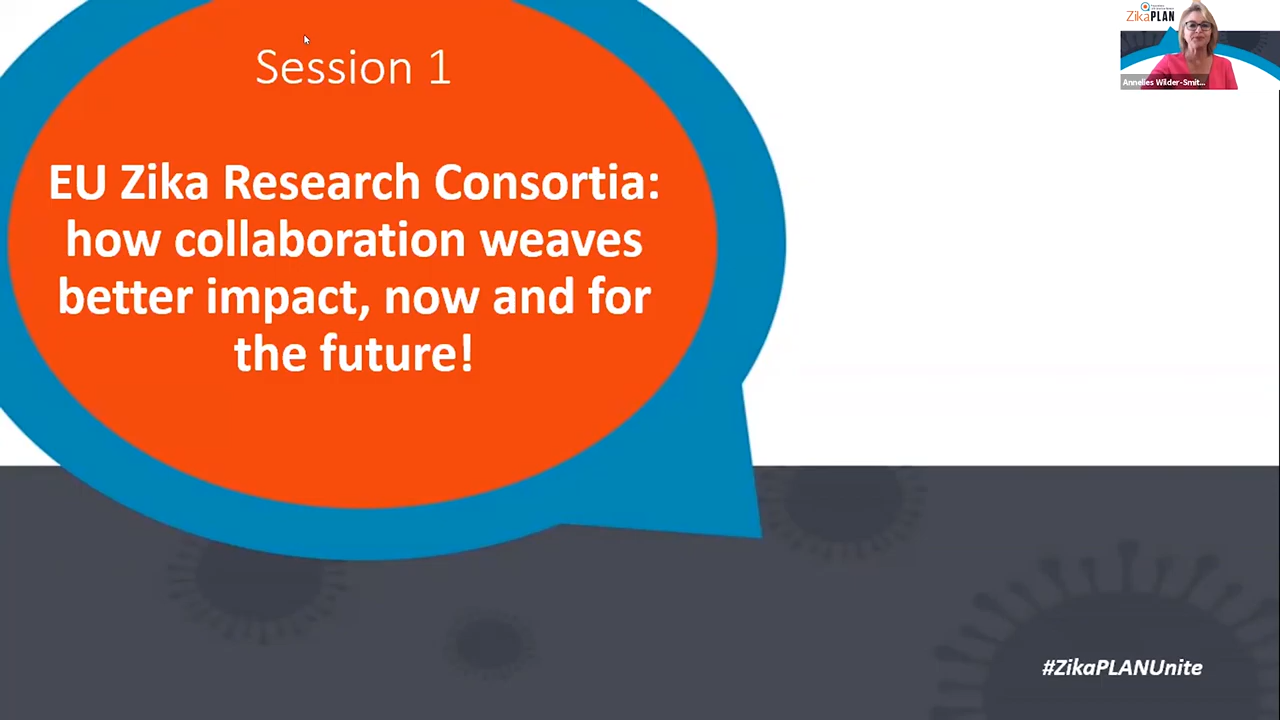 Session 1
EU Zika Research Consortia:
how collaboration weaves
better impact, now and for
the future!
ZikaPLAN
Annelies Wilder-Smit...
#ZikaPLANUnite